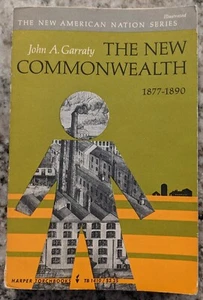 Illustrated
THE NEW AMERICAN NATION SERIES
John A. Garraty THE NEW
COMMONWEALTH
1877-1890
HARPER TORCHBOOKS